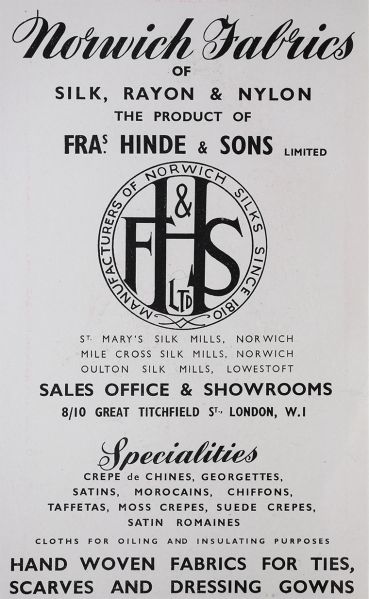 Norwich Fabrics
OF
SILK, RAYON & NYLON
THE PRODUCT OF
FRAS. HINDE & SONS LIMITED
MANUFACTURERS OF NORWICH SILKS SINCE 1810
FH&S
LTD
ST. MARY'S SILK MILLS, NORWICH
MILE CROSS SILK MILLS, NORWICH
OULTON SILK MILLS, LOWESTOFT
SALES OFFICE & SHOWROOMS
8/10 GREAT TITCHFIELD ST., LONDON, W.1
Specialities
CREPE de CHINES, GEORGETTES,
SATINS, MOROCAINS, CHIFFONS,
TAFFETAS, MOSS CREPES, SUEDE CREPES,
SATIN ROMAINES
CLOTHS FOR OILING AND INSULATING PURPOSES
HAND WOVEN FABRICS FOR TIES,
SCARVES AND DRESSING GOWNS